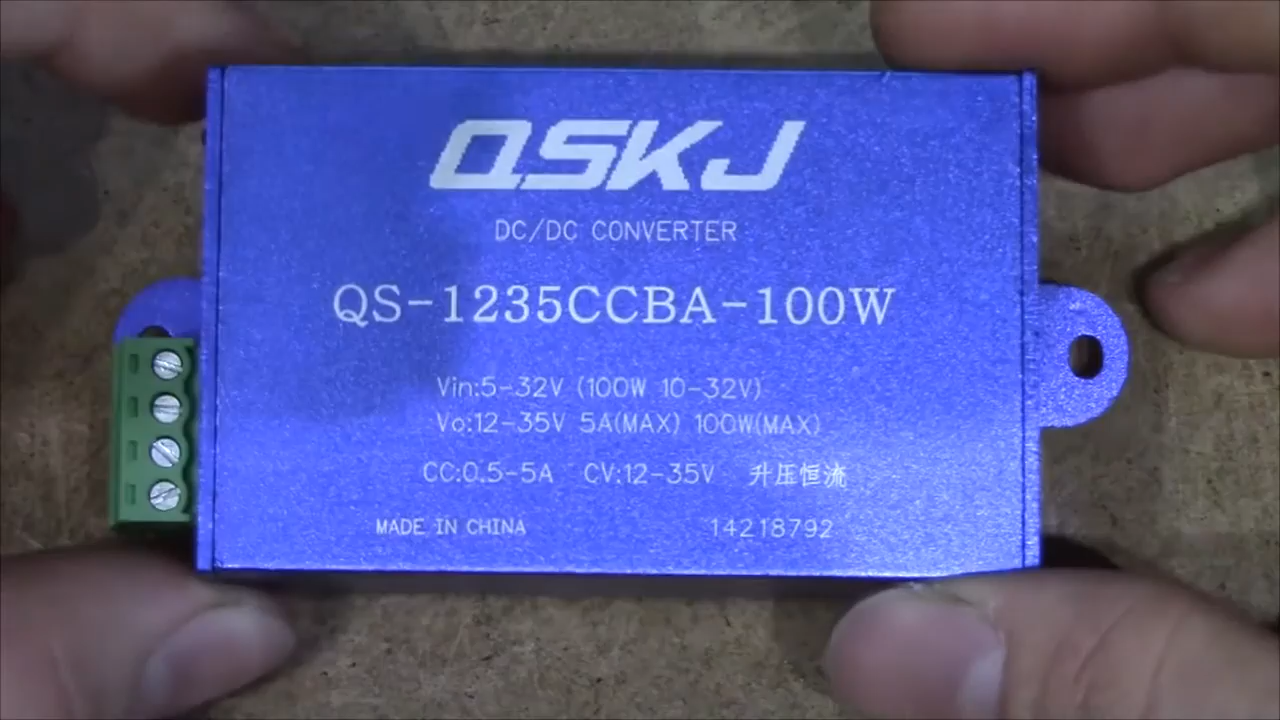 QSKJ
DC/DC CONVERTER
QS-1235CCBA-100W
Vin:5-32V (100W 10-32V)
Vo:12-35V 5A(MAX) 100W(MAX)
CC:0.5-5A CV:12-35V 升压恒流
MADE IN CHINA 14218792